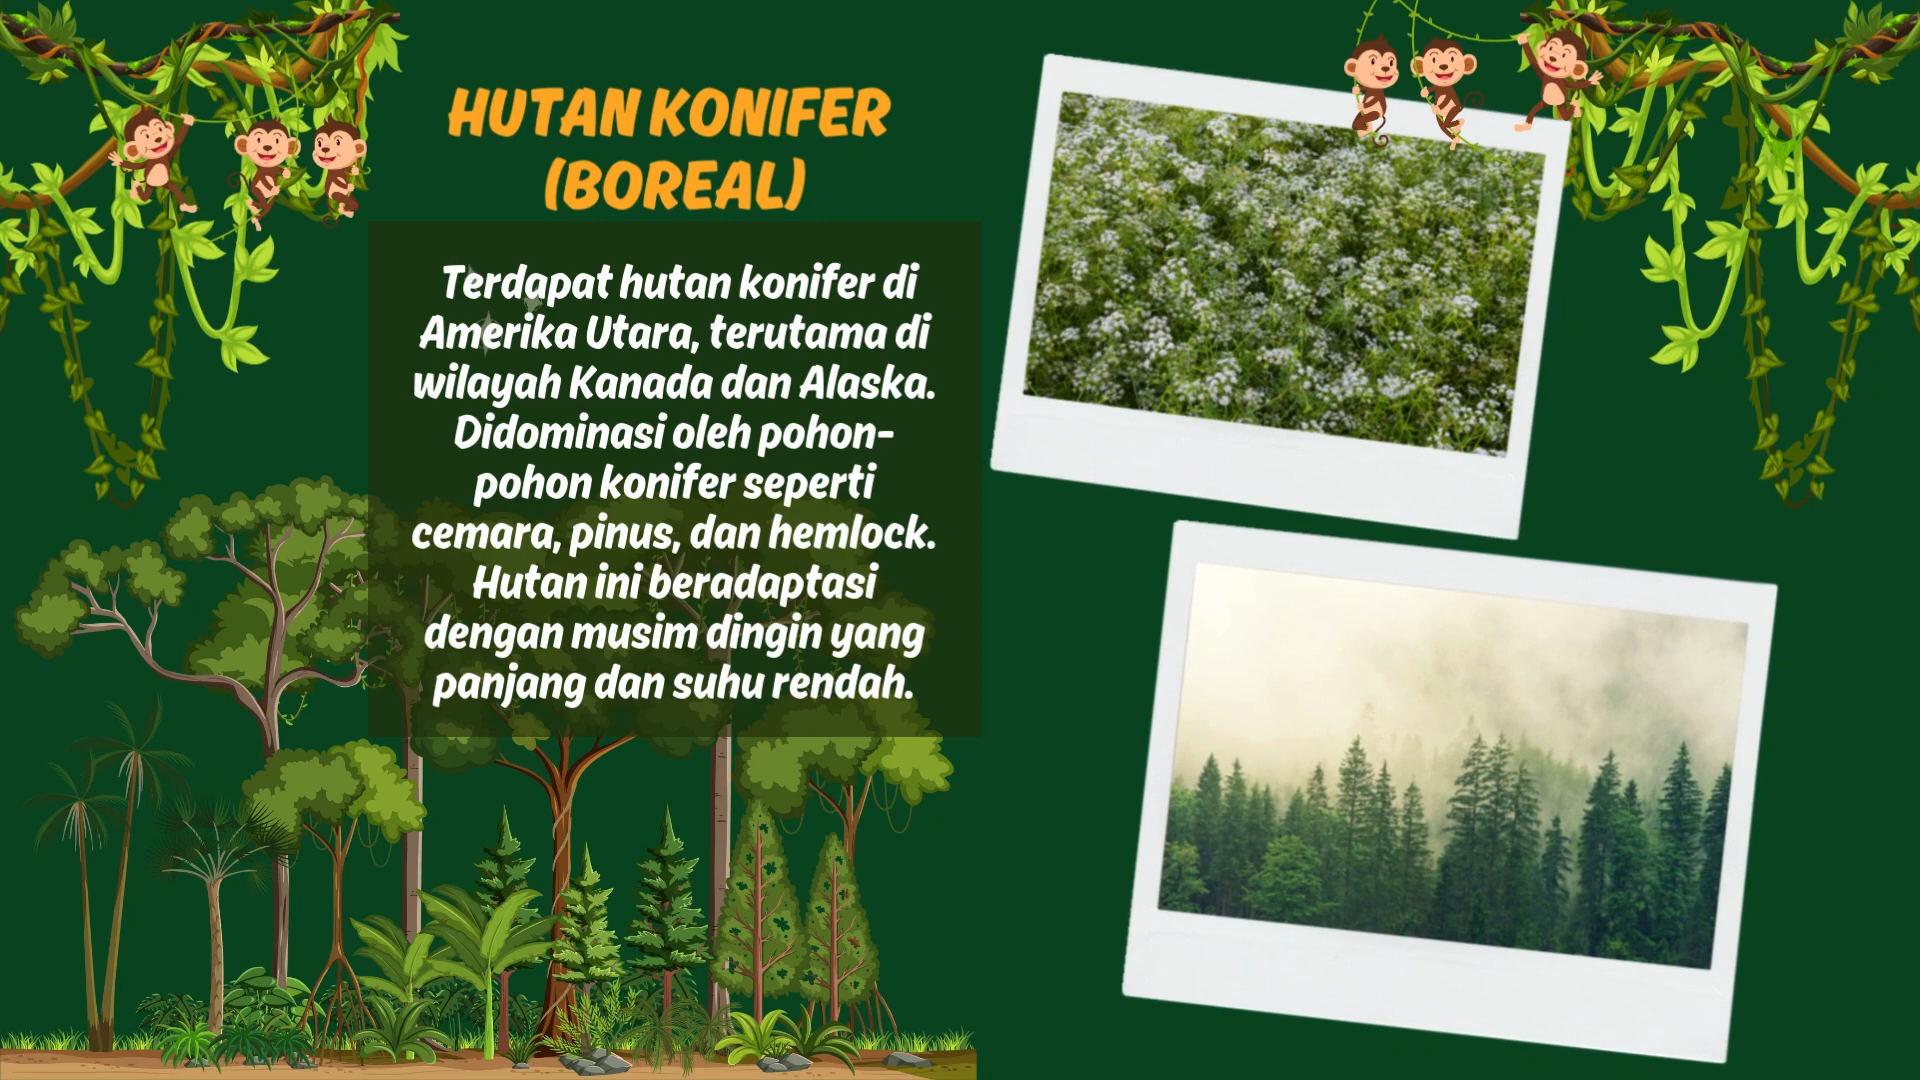 HUTAN KONIFER
(BOREAL)
Terdapat hutan konifer di
Amerika Utara, terutama di
wilayah Kanada dan Alaska.
Didominasi oleh pohon-
pohon konifer seperti
cemara, pinus, dan hemlock.
Hutan ini beradaptasi
dengan musim dingin yang
panjang dan suhu rendah.